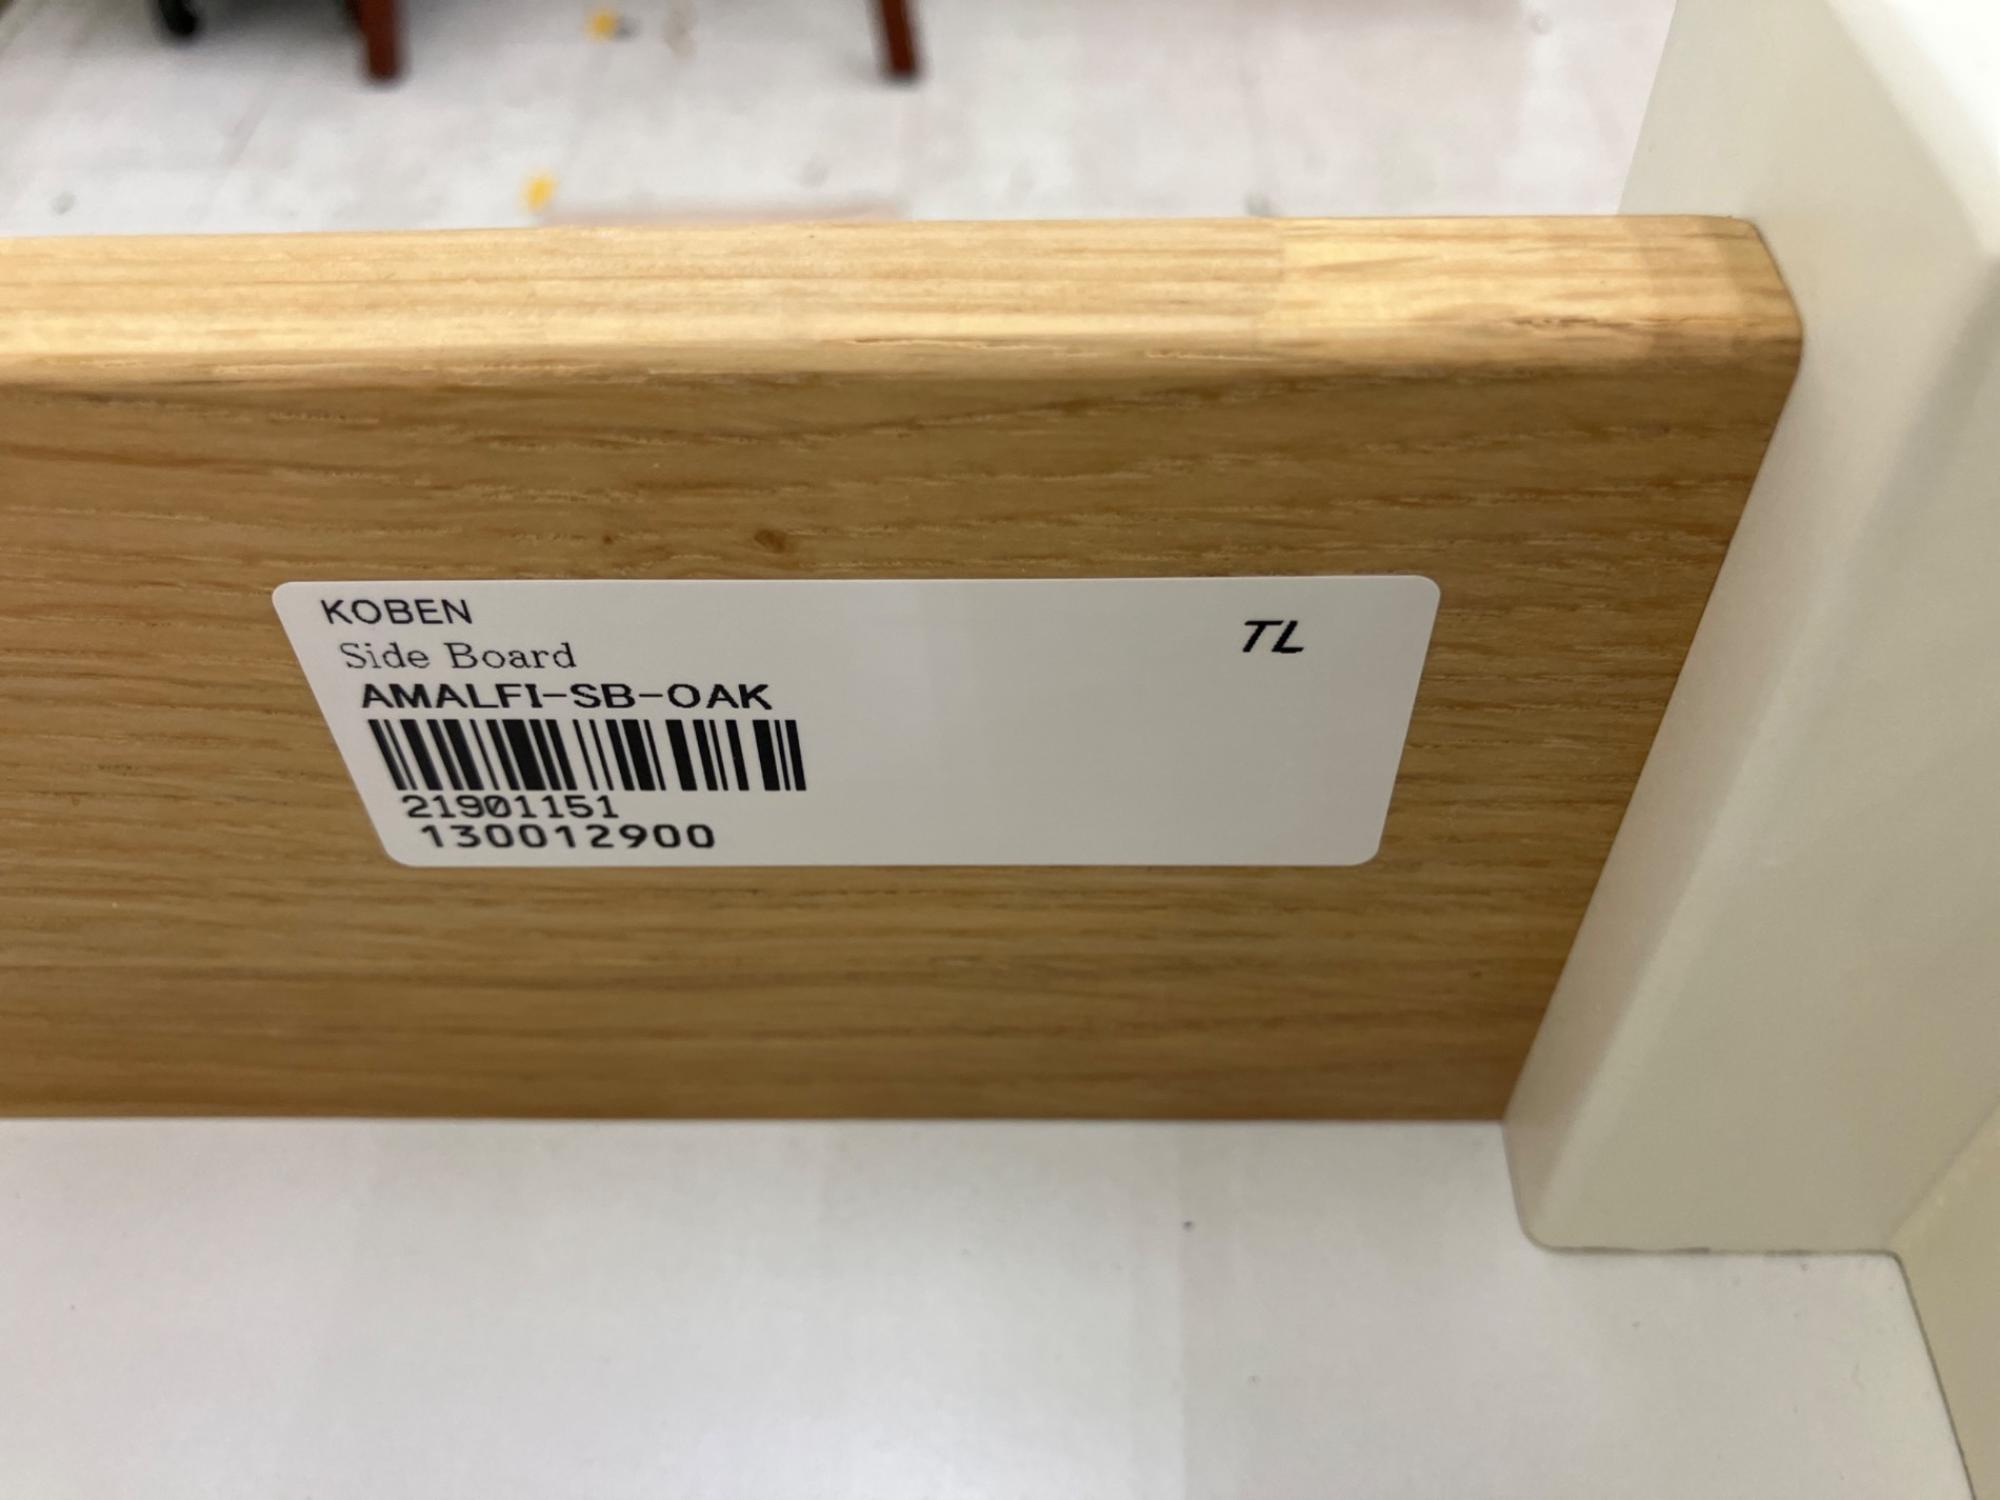 KOBEN
TL
Side Board
AMALFI-SB-OAK
21901151
130012900